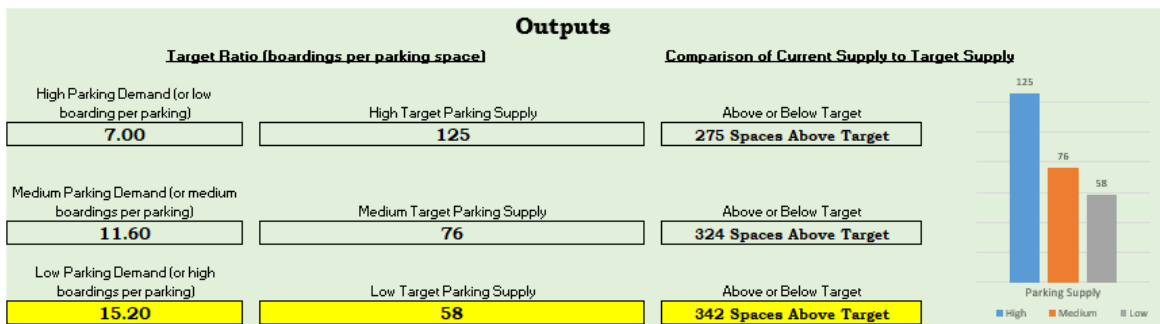 Outputs
Target Ratio (boardings per parking space)
Comparison of Current Supply to Target Supply
High Parking Demand (or low
boarding per parking)
High Target Parking Supply
Above or Below Target
7.00
125
275 Spaces Above Target
Medium Parking Demand (or medium
boardings per parking)
Medium Target Parking Supply
Above or Below Target
11.60
76
324 Spaces Above Target
Low Parking Demand (or high
boardings per parking)
Low Target Parking Supply
Above or Below Target
15.20
58
342 Spaces Above Target
125
76
58
Parking Supply
High Medium Low